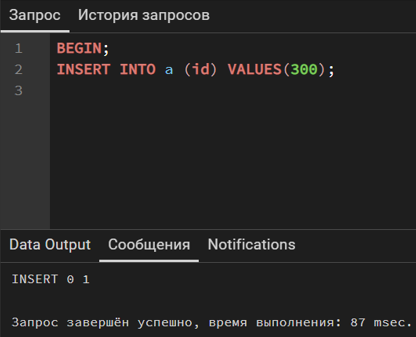 Запрос История запросов
1 BEGIN;
2 INSERT INTO a (id) VALUES(300);
3
Data Output Сообщения Notifications
INSERT 0 1
Запрос завершён успешно, время выполнения: 87 msec.